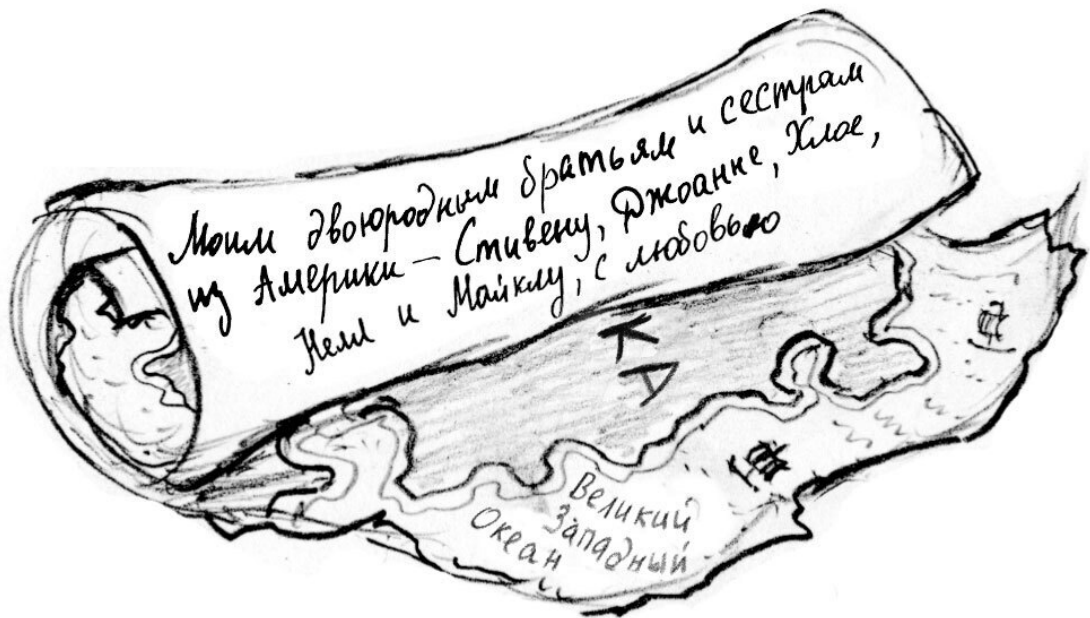 Моим двоюродным братьям и сестрам
из Америки — Стивену, Джоанне, Хлое,
Нелл и Майклу, с любовью
КА
Великий
Западный
Океан